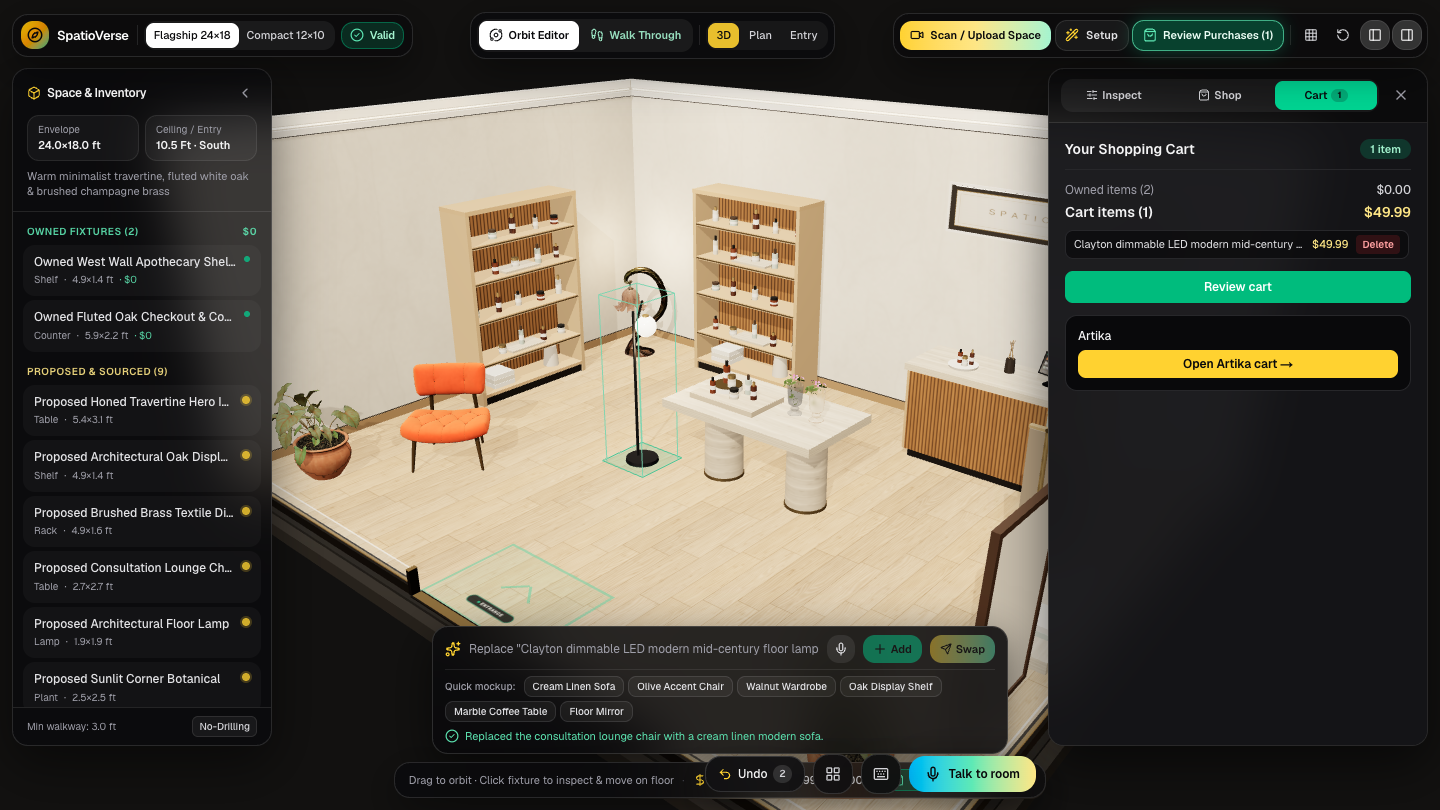 SpatioVerse
Flagship 24×18
Compact 12×10
Valid
Orbit Editor
Walk Through
3D
Plan
Entry
Scan / Upload Space
Setup
Review Purchases (1)
Space & Inventory
Envelope
24.0×18.0 ft
Ceiling / Entry
10.5 Ft · South
Warm minimalist travertine, fluted white oak
& brushed champagne brass
OWNED FIXTURES (2)
$0
Owned West Wall Apothecary Shel...
Shelf · 4.9×1.4 ft · $0
Owned Fluted Oak Checkout & Co...
Counter · 5.9×2.2 ft · $0
PROPOSED & SOURCED (9)
Proposed Honed Travertine Hero I...
Table · 5.4×3.1 ft
Proposed Architectural Oak Displ...
Shelf · 4.9×1.4 ft
Proposed Brushed Brass Textile Di...
Rack · 4.9×1.6 ft
Proposed Consultation Lounge Ch...
Table · 2.7×2.7 ft
Proposed Architectural Floor Lamp
Lamp · 1.9×1.9 ft
Proposed Sunlit Corner Botanical
Plant · 2.5×2.5 ft
Min walkway: 3.0 ft
No-Drilling
SPATIO
ENTRANCE
Replace "Clayton dimmable LED modern mid-century floor lamp
Add
Swap
Quick mockup:
Cream Linen Sofa
Olive Accent Chair
Walnut Wardrobe
Oak Display Shelf
Marble Coffee Table
Floor Mirror
Replaced the consultation lounge chair with a cream linen modern sofa.
Drag to orbit · Click fixture to inspect & move on floor
Undo 2
Talk to room
Inspect
Shop
Cart 1
Your Shopping Cart
1 item
Owned items (2)
$0.00
Cart items (1)
$49.99
Clayton dimmable LED modern mid-century ...
$49.99
Delete
Review cart
Artika
Open Artika cart →